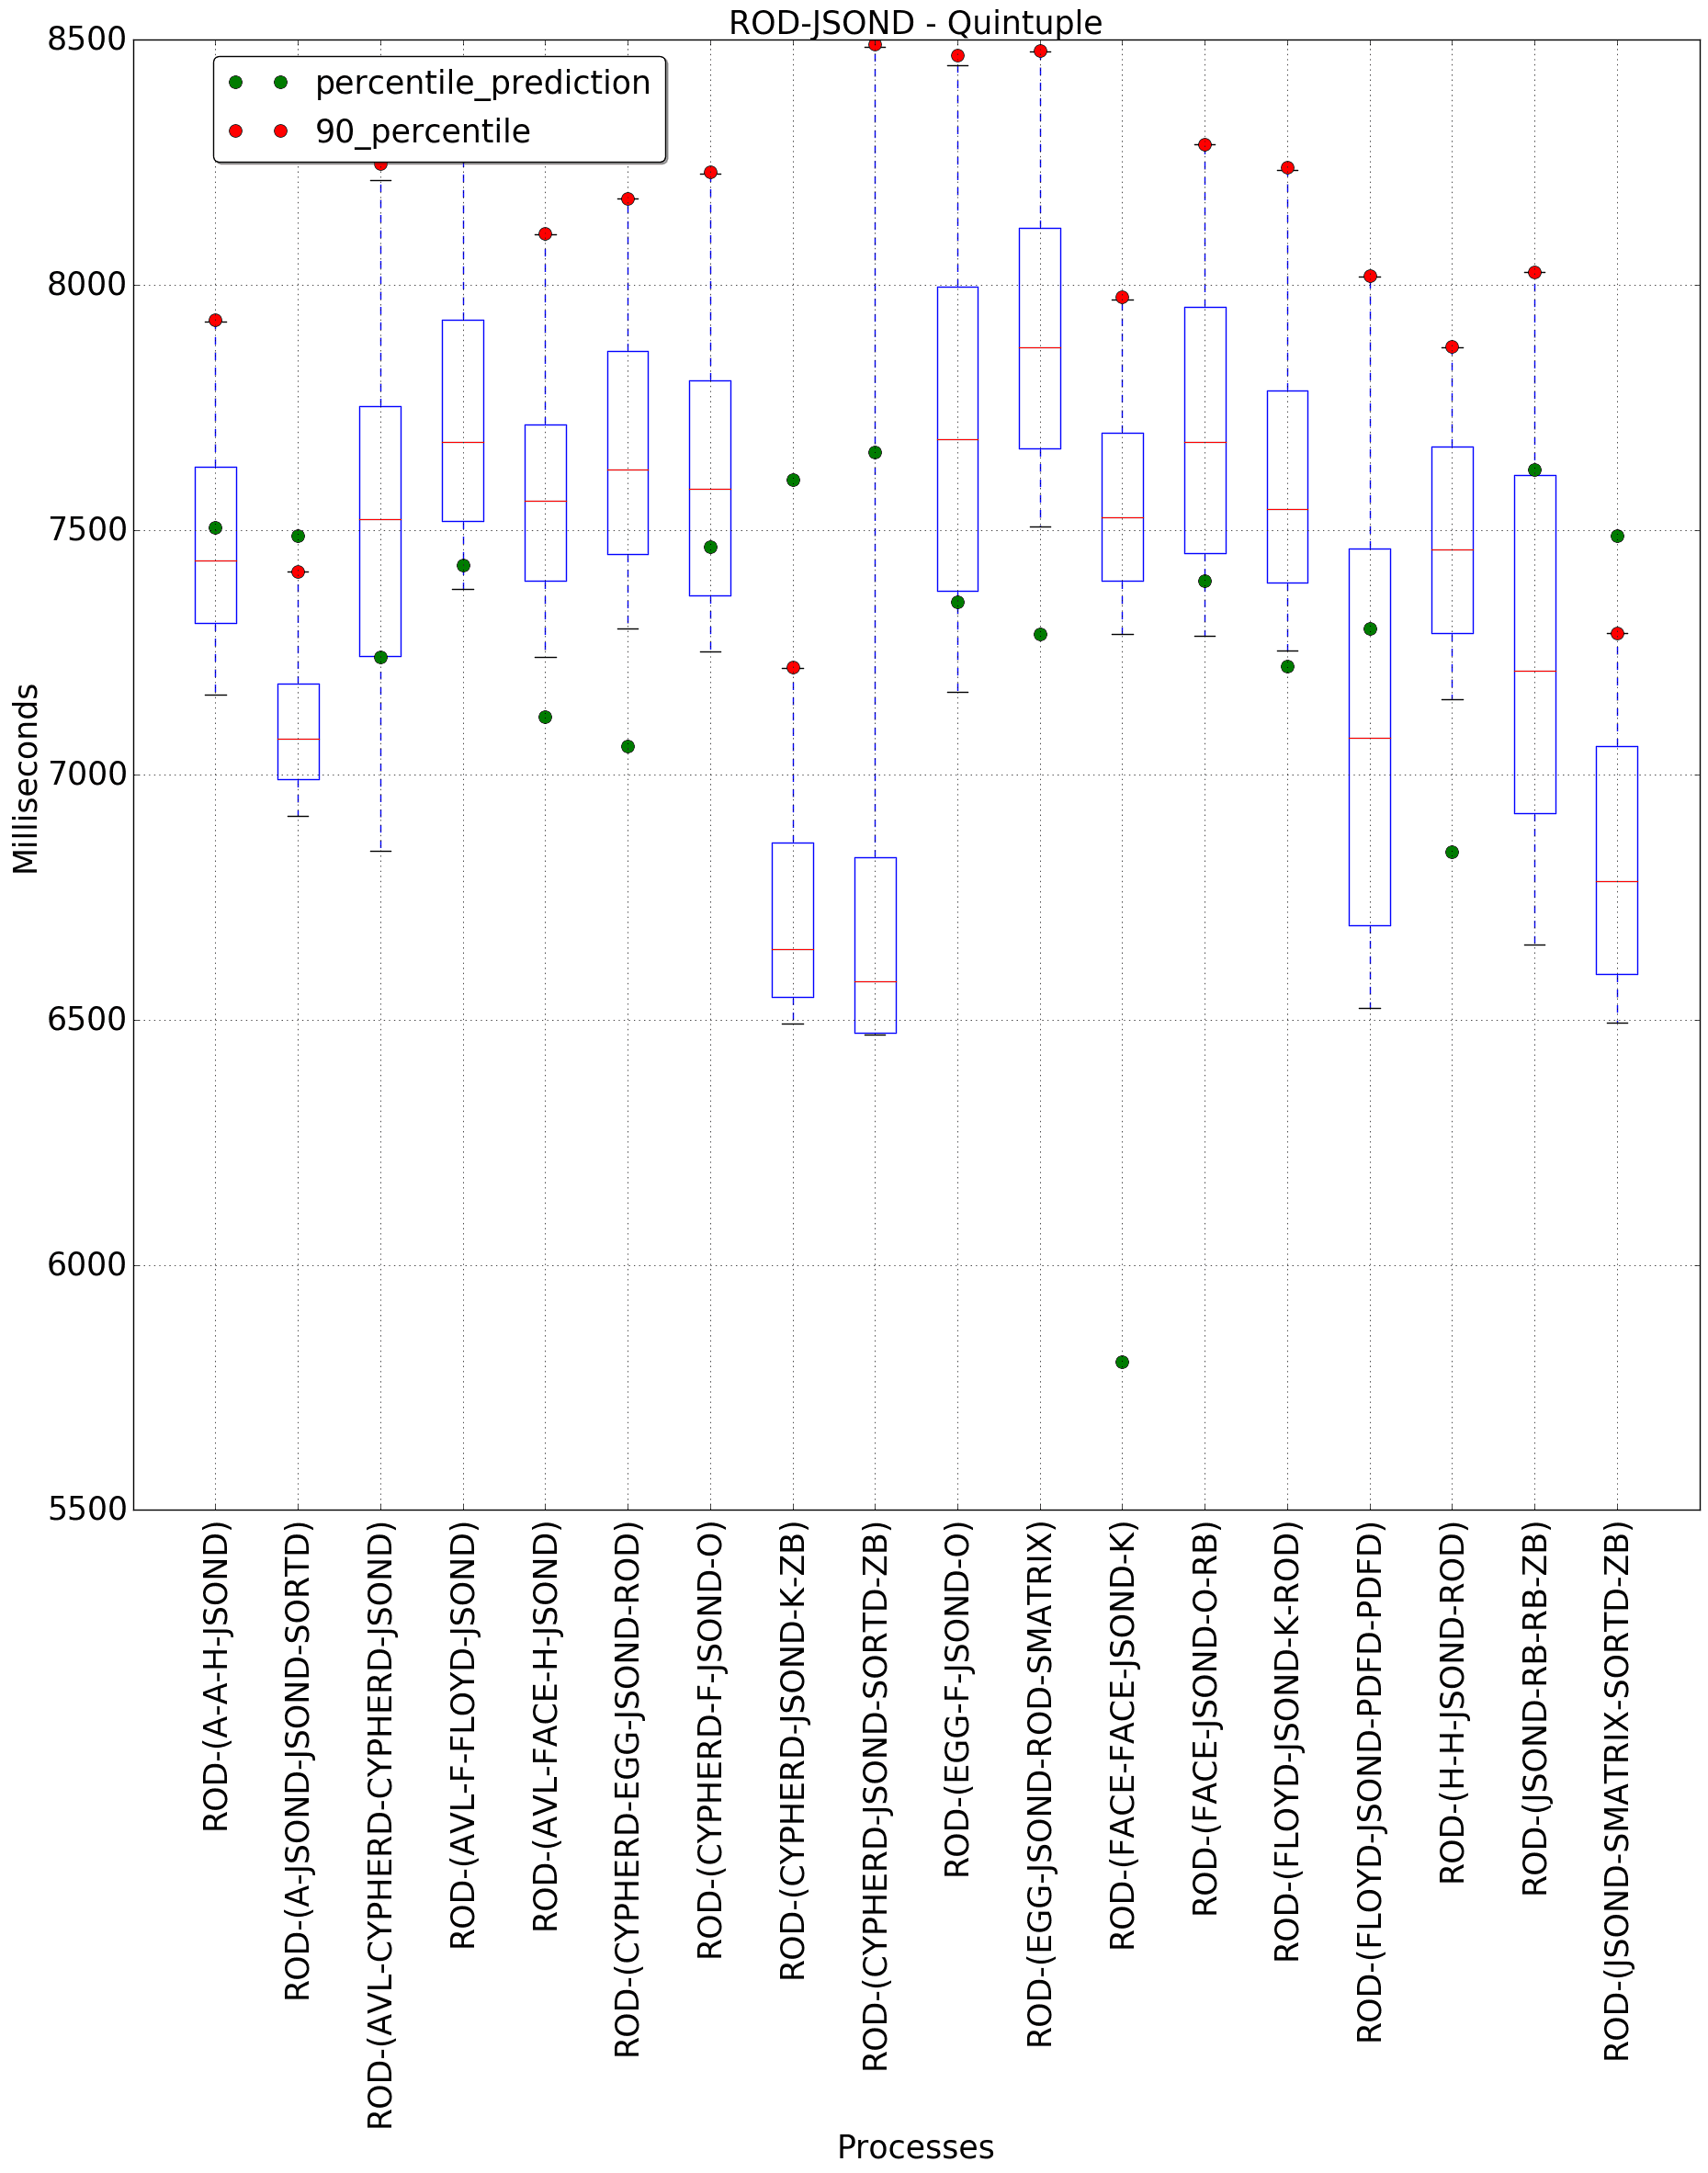 ROD-JSOND - Quintuple
percentile_prediction
90_percentile
8500
8000
7500
7000
6500
6000
5500
Milliseconds
ROD-(A-A-H-JSOND)
ROD-(A-JSOND-JSOND-SORTD)
ROD-(AVL-CYPHERD-CYPHERD-JSOND)
ROD-(AVL-F-FLOYD-JSOND)
ROD-(AVL-FACE-H-JSOND)
ROD-(CYPHERD-EGG-JSOND-ROD)
ROD-(CYPHERD-F-JSOND-O)
ROD-(CYPHERD-JSOND-K-ZB)
ROD-(CYPHERD-JSOND-SORTD-ZB)
ROD-(EGG-F-JSOND-O)
ROD-(EGG-JSOND-ROD-SMATRIX)
ROD-(FACE-FACE-JSOND-K)
ROD-(FACE-JSOND-O-RB)
ROD-(FLOYD-JSOND-K-ROD)
ROD-(FLOYD-JSOND-PDFD-PDFD)
ROD-(H-H-JSOND-ROD)
ROD-(JSOND-RB-RB-ZB)
ROD-(JSOND-SMATRIX-SORTD-ZB)
Processes